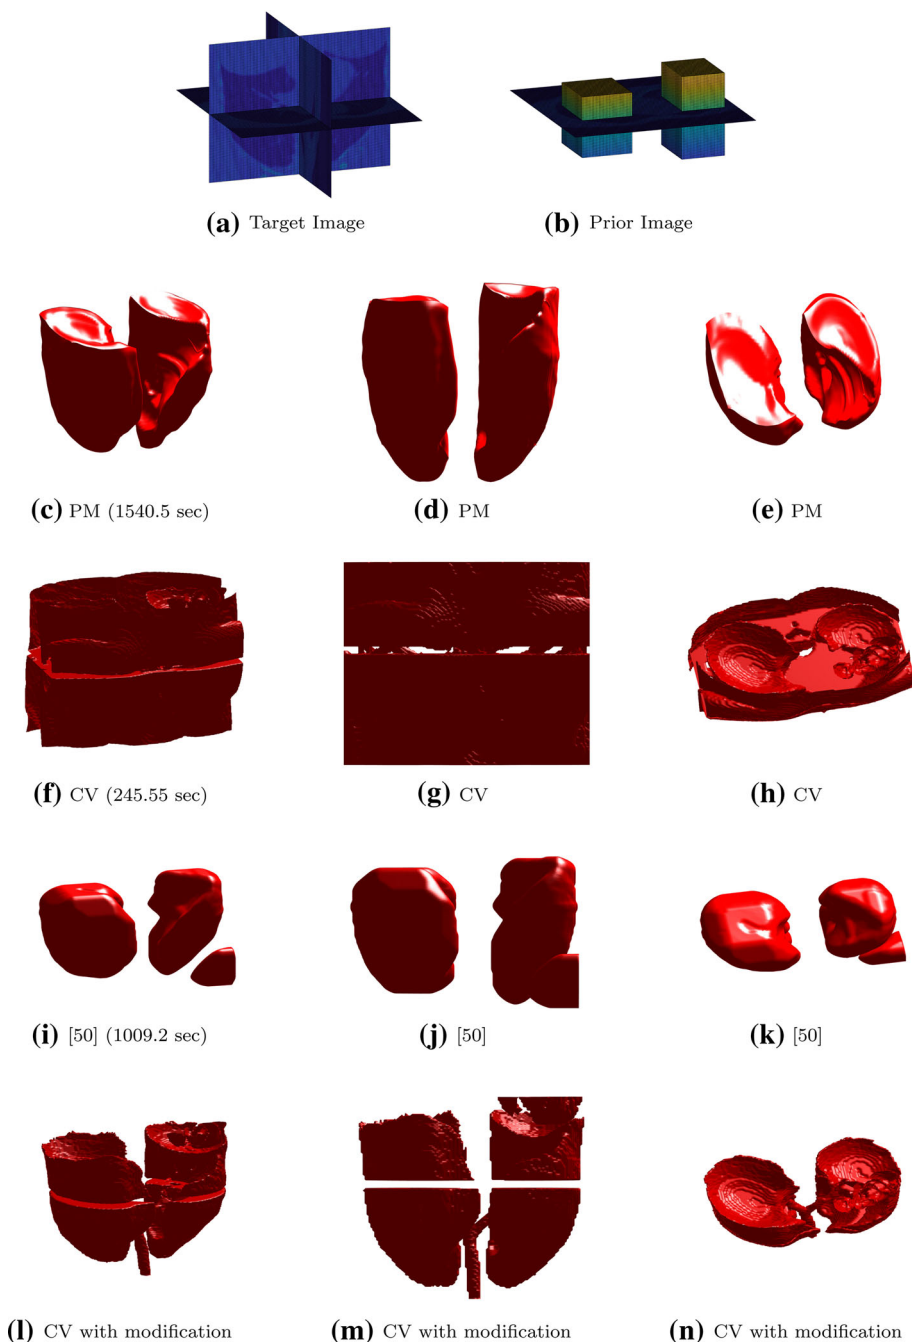 (a) Target Image
(b) Prior Image
(c) PM (1540.5 sec)
(d) PM
(e) PM
(f) CV (245.55 sec)
(g) CV
(h) CV
(i) [50] (1009.2 sec)
(j) [50]
(k) [50]
(l) CV with modification
(m) CV with modification
(n) CV with modification